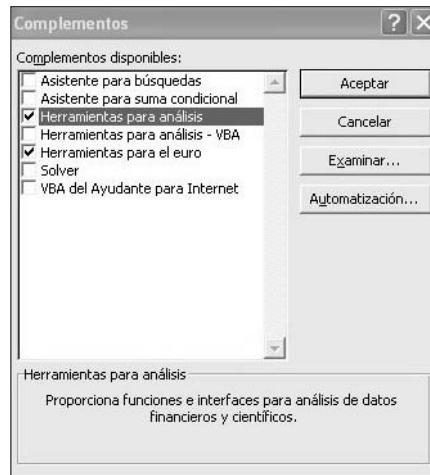 Complementos
Complementos disponibles:
Asistente para búsquedas
Asistente para suma condicional
Herramientas para análisis
Herramientas para análisis - VBA
Herramientas para el euro
Solver
VBA del Ayudante para Internet
Aceptar
Cancelar
Examinar...
Automatización...
Herramientas para análisis
Proporciona funciones e interfaces para análisis de datos
financieros y científicos.